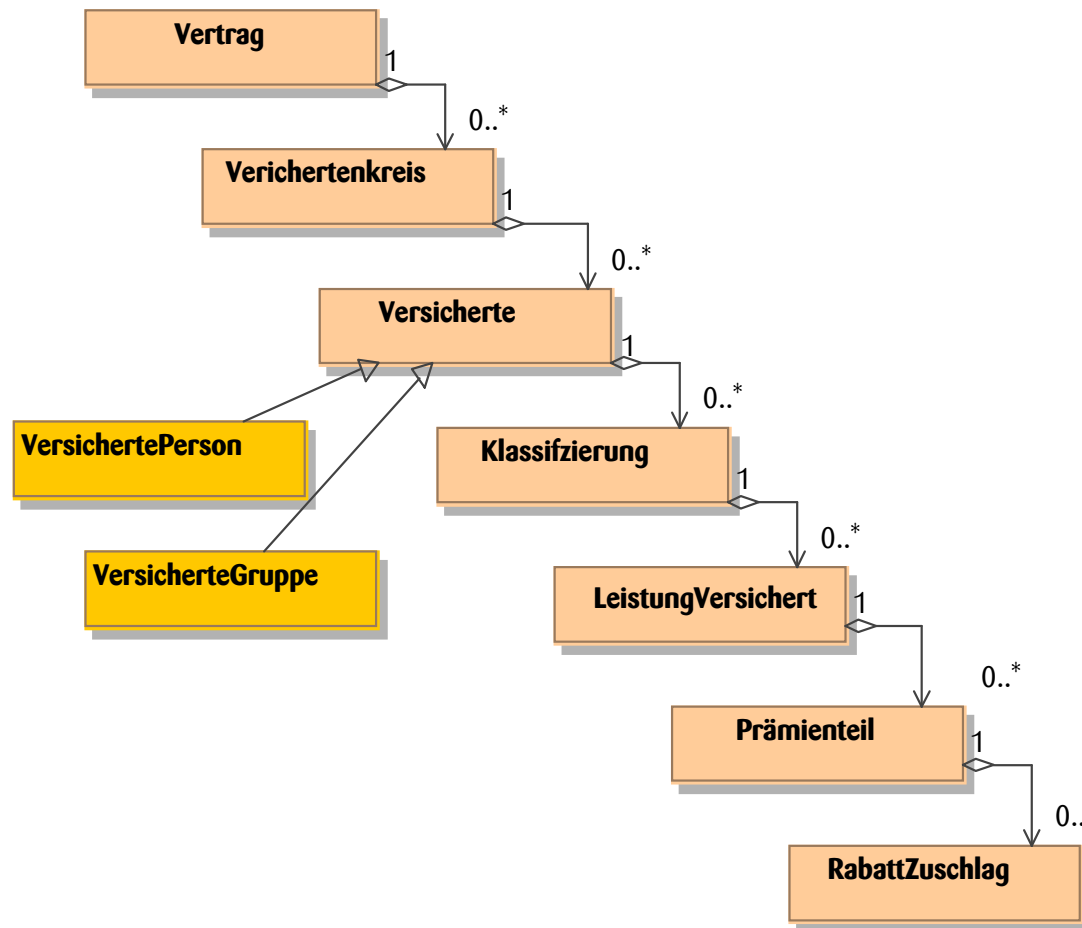 Vertrag
1
0..*
Verichertenkreis
1
0..*
Versicherte
1
0..*
VersichertePerson
Klassifzierung
1
0..*
VersicherteGruppe
LeistungVersichert
1
0..*
Prämienteil
1
0..
RabattZuschlag